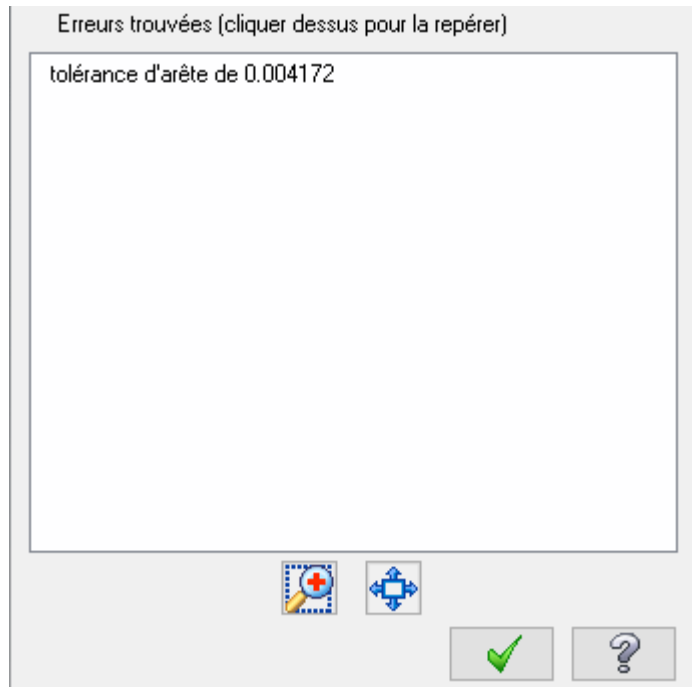 Erreurs trouvées (cliquer dessus pour la repérer)
tolérance d'arête de 0.004172